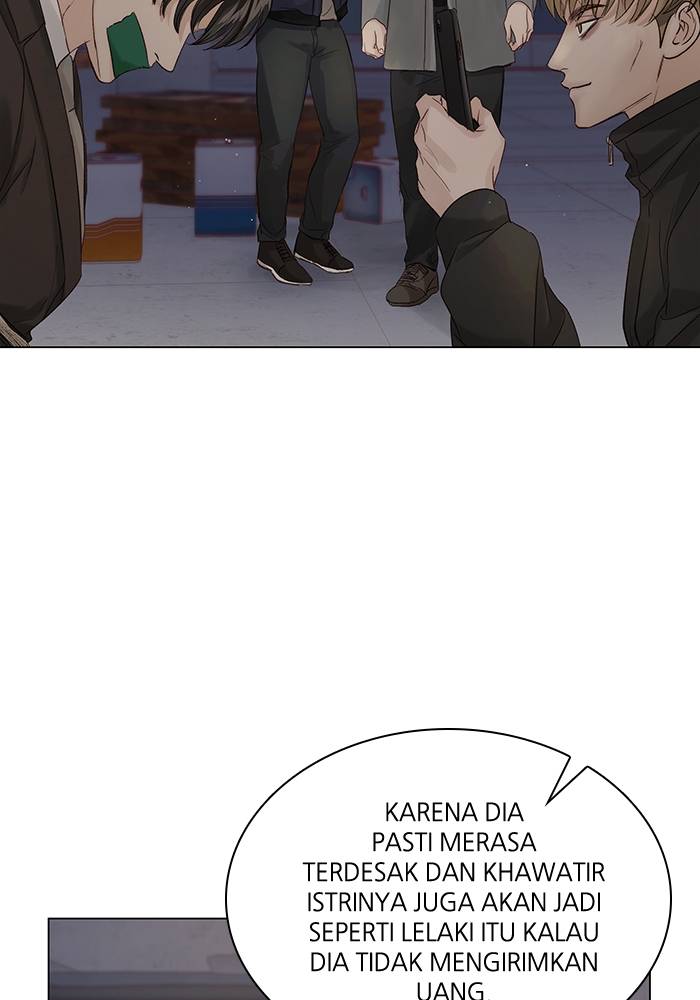 KARENA DIA
PASTI MERASA
TERDESAK DAN KHAWATIR
ISTRINYA JUGA AKAN JADI
SEPERTI LELAKI ITU KALAU
DIA TIDAK MENGIRIMKAN
UANG